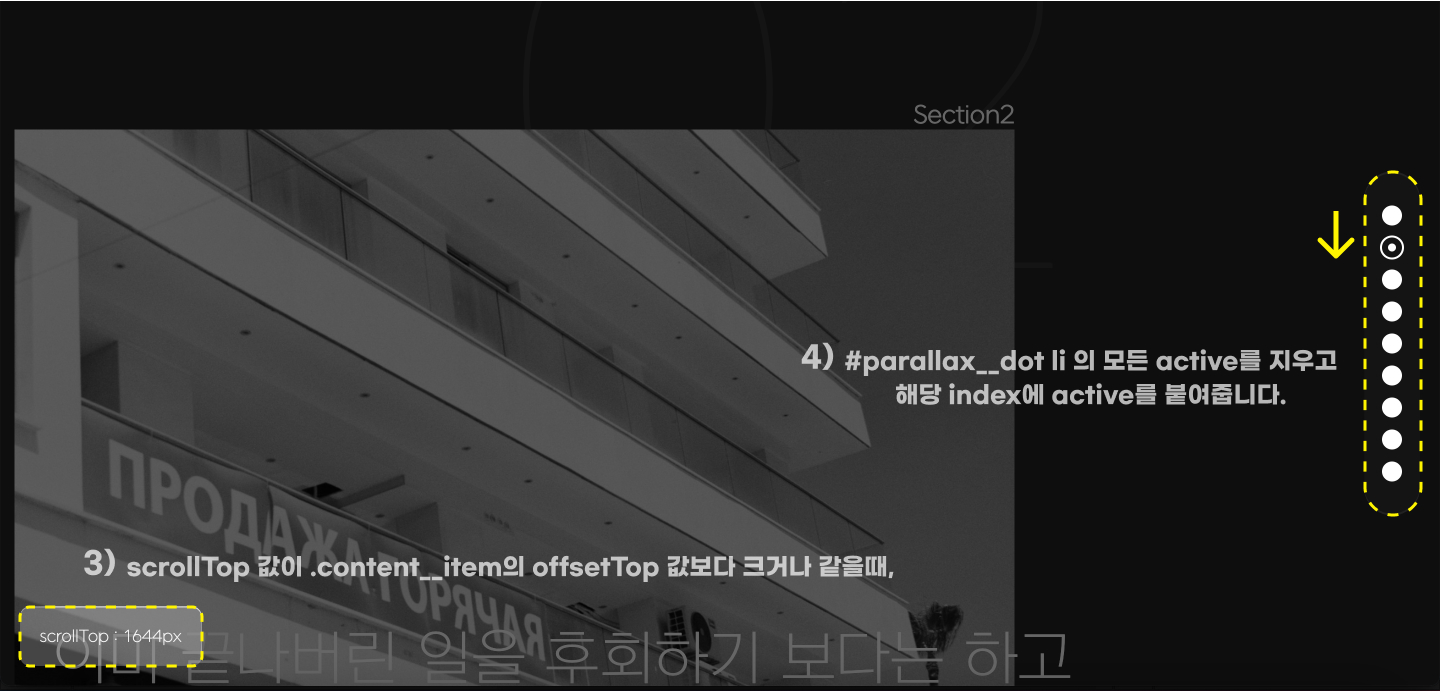 Section2
4) #parallax__dot li 의 모든 active를 지우고
해당 index에 active를 붙여줍니다.
ПРОДАЖА ГОРЯЧАЯ
3) scrollTop 값이 .content__item의 offsetTop 값보다 크거나 같을때,
scrollTop : 1644px
이미 끝나버린 일을 후회하기 보다는 하고